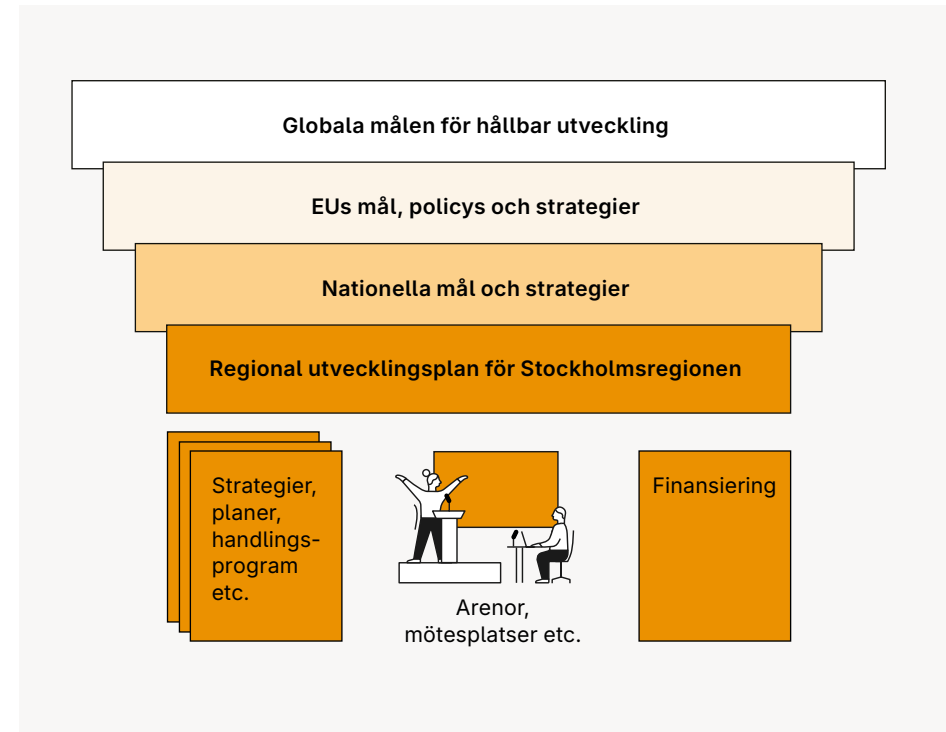 Globala målen för hållbar utveckling
EUs mål, policys och strategier
Nationella mål och strategier
Regional utvecklingsplan för Stockholmsregionen
Strategier,
planer,
handlings-
program
etc.
Arenor,
mötesplatser etc.
Finansiering